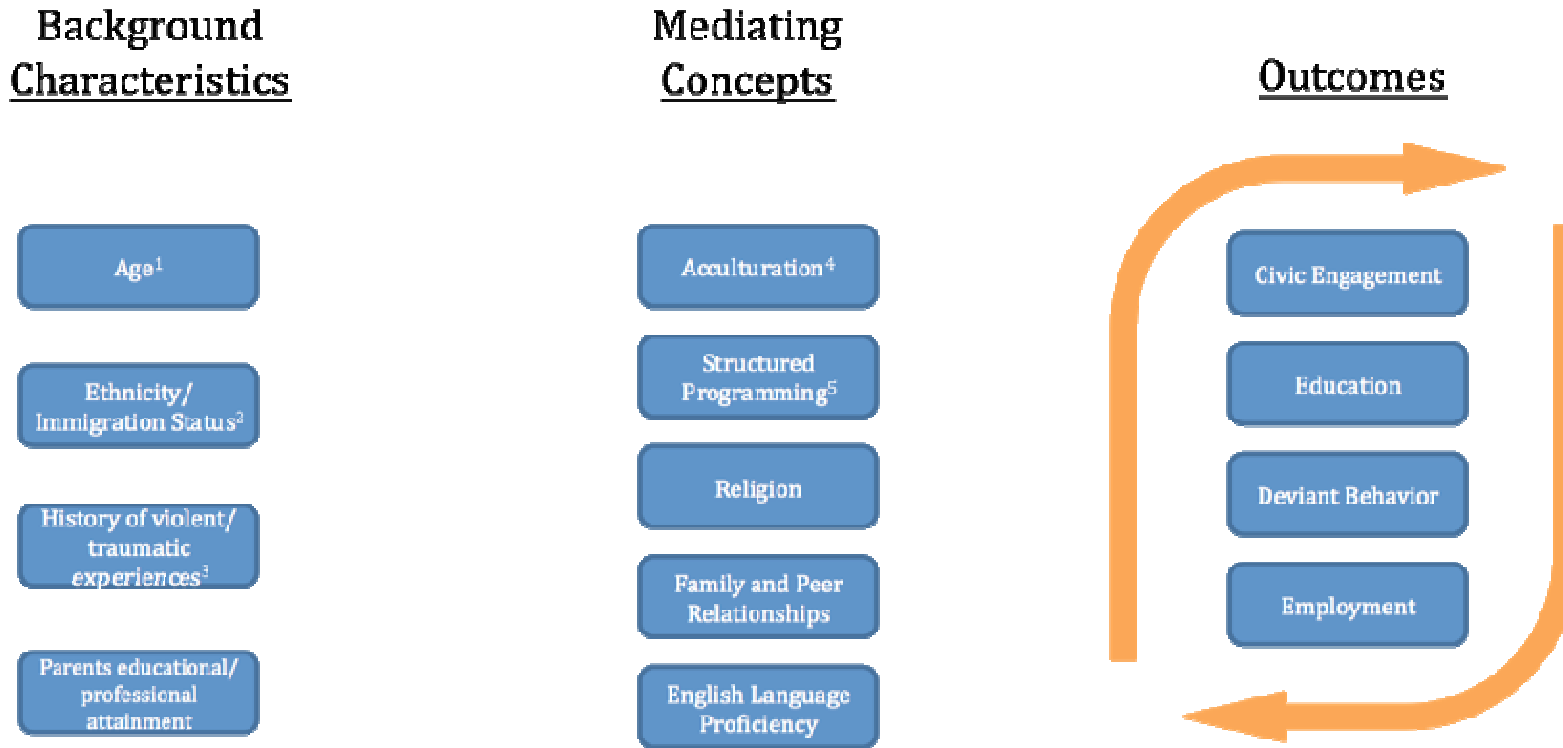 Background
Characteristics
Age¹
Ethnicity/
Immigration Status²
History of violent/
traumatic
experiences³
Parents educational/
professional
attainment
Mediating
Concepts
Acculturation⁴
Structured
Programming⁵
Religion
Family and Peer
Relationships
English Language
Proficiency
Outcomes
Civic Engagement
Education
Deviant Behavior
Employment